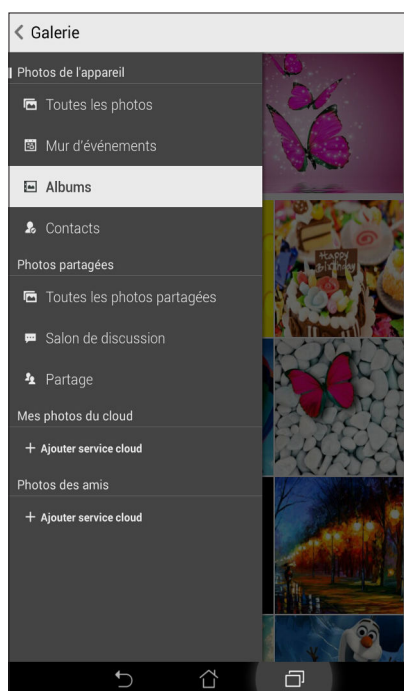 Galerie
Photos de l'appareil
Toutes les photos
Mur d'événements
Albums
Contacts
Photos partagées
Toutes les photos partagées
Salon de discussion
Partage
Mes photos du cloud
+ Ajouter service cloud
Photos des amis
+ Ajouter service cloud
Happy
Birthday